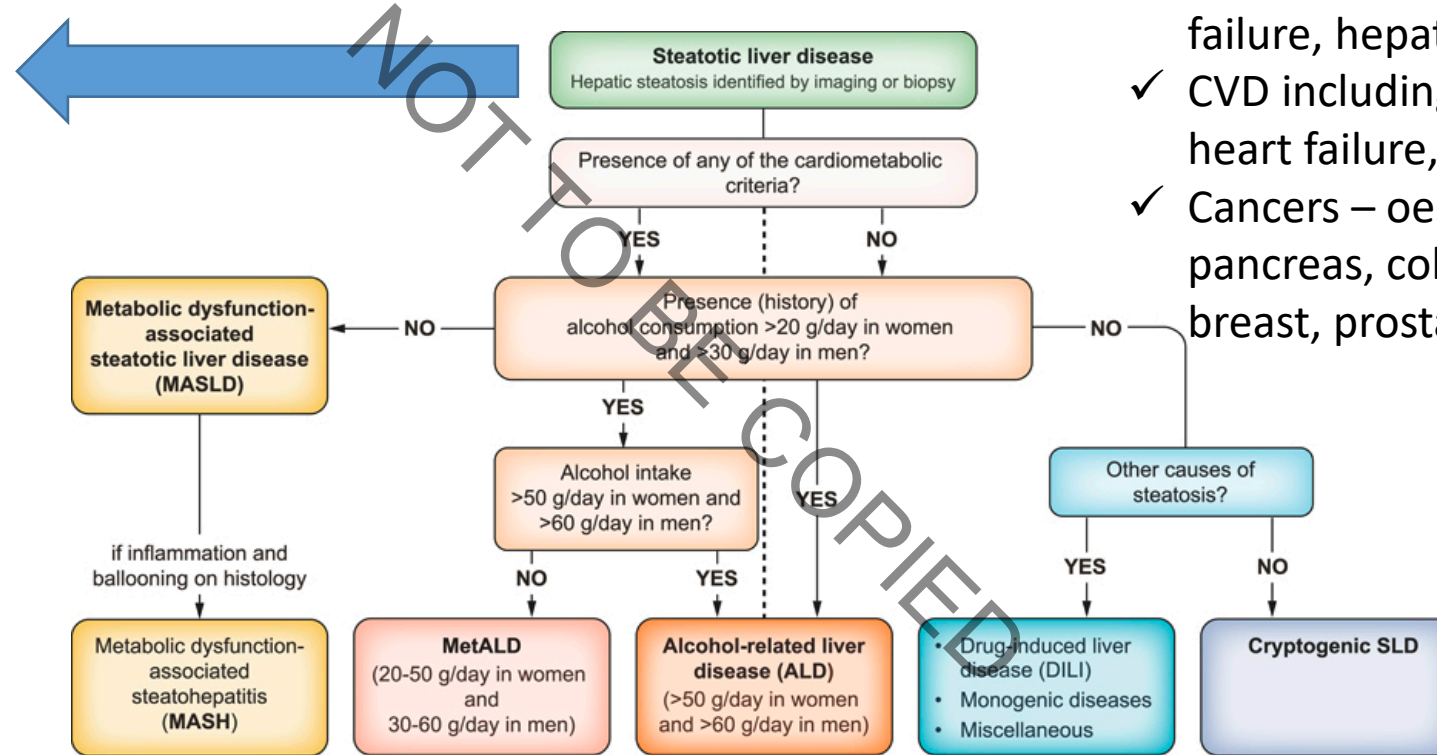 Steatotic liver disease
Hepatic steatosis identified by imaging or biopsy
Presence of any of the cardiometabolic
criteria?
YES
NO
Presence (history) of
alcohol consumption >20 g/day in women
and >30 g/day in men?
NO
Metabolic dysfunction-
associated
steatotic liver disease
(MASLD)
if inflammation and
ballooning on histology
Metabolic dysfunction-
associated
steatohepatitis
(MASH)
YES
Alcohol intake
>50 g/day in women and
>60 g/day in men?
NO
YES
MetALD
(20-50 g/day in women
and
30-60 g/day in men)
YES
Alcohol-related liver
disease (ALD)
(>50 g/day in women
and >60 g/day in men)
NO
Other causes of
steatosis?
YES
NO
• Drug-induced liver
disease (DILI)
• Monogenic diseases
• Miscellaneous
Cryptogenic SLD
failure,
✓ CVD
heart failure,
✓ Cancers –
pancreas,
breast,
NOT TO BE COPIED